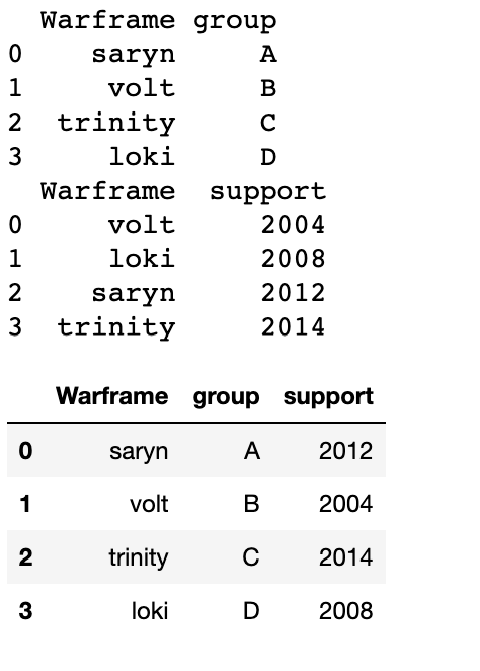 Warframe group
0 saryn A
1 volt B
2 trinity C
3 loki D
Warframe support
0 volt 2004
1 loki 2008
2 saryn 2012
3 trinity 2014
Warframe group support
0 saryn A 2012
1 volt B 2004
2 trinity C 2014
3 loki D 2008